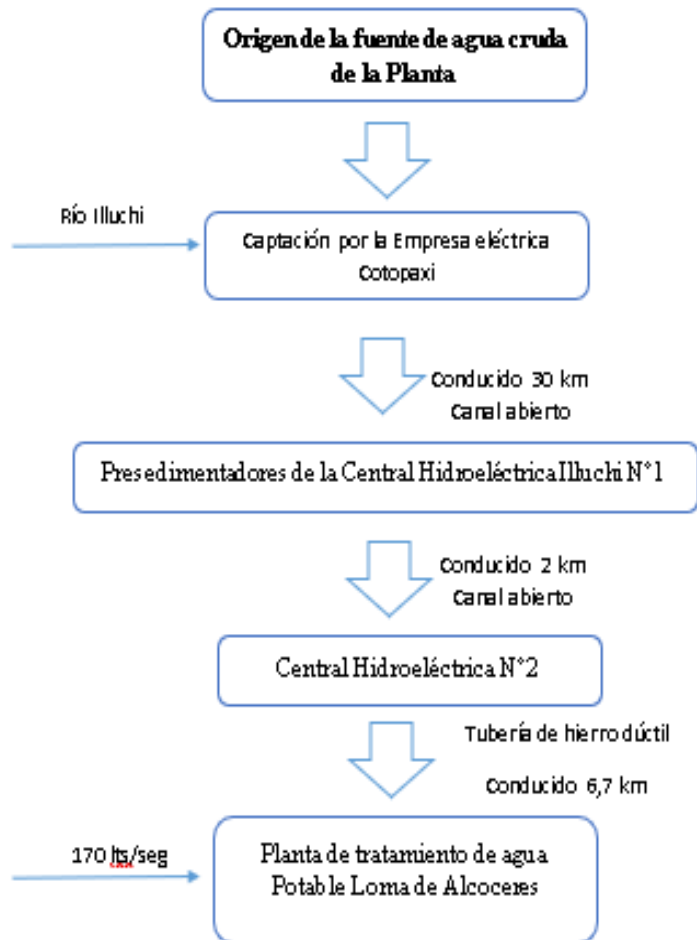 Origen de la fuente de agua cruda
de la Planta
Río Illuchi
Captación por la Empresa eléctrica
Cotopaxi
Conducido 30 km
Canal abierto
Presedimentadores de la Central Hidroeléctrica Illuchi N°1
Conducido 2 km
Canal abierto
Central Hidroeléctrica N°2
Tubería de hierro dúctil
Conducido 6,7 km
170 lts/seg
Planta de tratamiento de agua
Potable Loma de Alcoceres